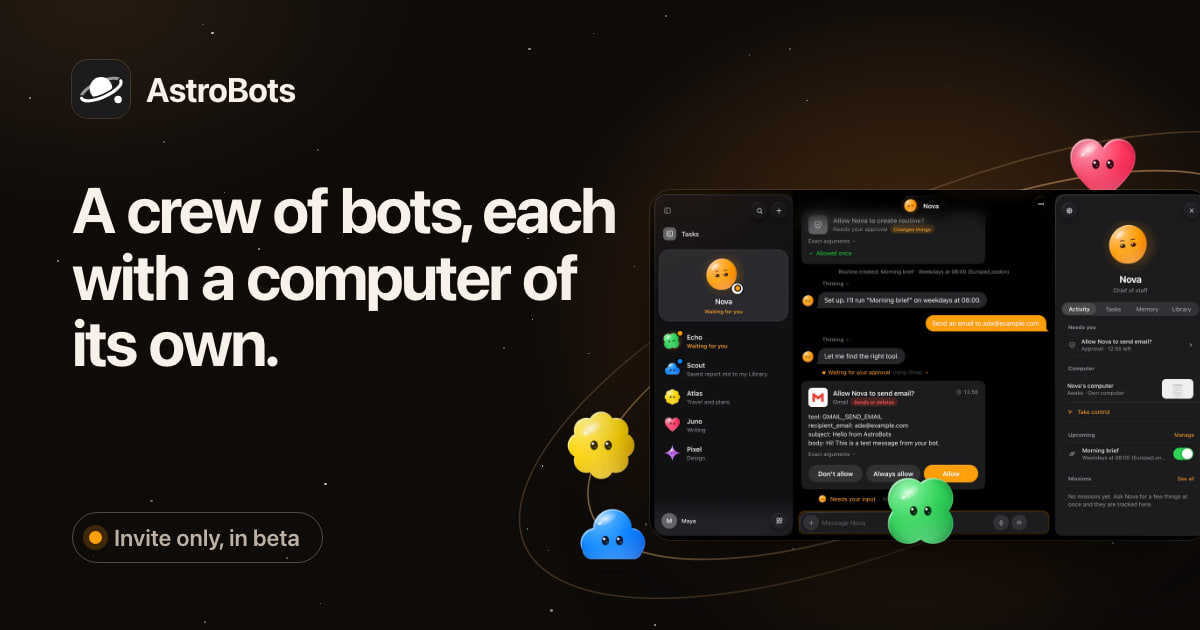 AstroBots
A crew of bots, each
with a computer of
its own.
Invite only, in beta
Tasks
Nova
Waiting for you
Echo
Waiting for you
Scout
Saved report.md to my Library.
Atlas
Travel and plans
Juno
Writing
Pixel
Design
M
Maya
Nova
Allow Nova to create routine?
Needs your approval
Changes things
Exact arguments
Allowed once
Routine created: Morning brief · Weekdays at 08:00 (Europe/London)
Thinking
Set up. I'll run "Morning brief" on weekdays at 08:00.
Send an email to ada@example.com
Thinking
Let me find the right tool.
Waiting for your approval
Using Gmail
Allow Nova to send email?
12:56
Gmail
Sends or deletes
tool: GMAIL_SEND_EMAIL
recipient_email: ada@example.com
subject: Hello from AstroBots
body: Hi! This is a test message from your bot.
Exact arguments
Don't allow
Always allow
Allow
Needs your input
Message Nova
Nova
Chief of staff
Activity
Tasks
Memory
Library
Needs you
Allow Nova to send email?
Approval · 12:55 left
Computer
Nova's computer
Awake · Own computer
Take control
Upcoming
Manage
Morning brief
Weekdays at 08:00 (Europe/Lon...
Missions
See all
No missions yet. Ask Nova for a few things at
once and they are tracked here.